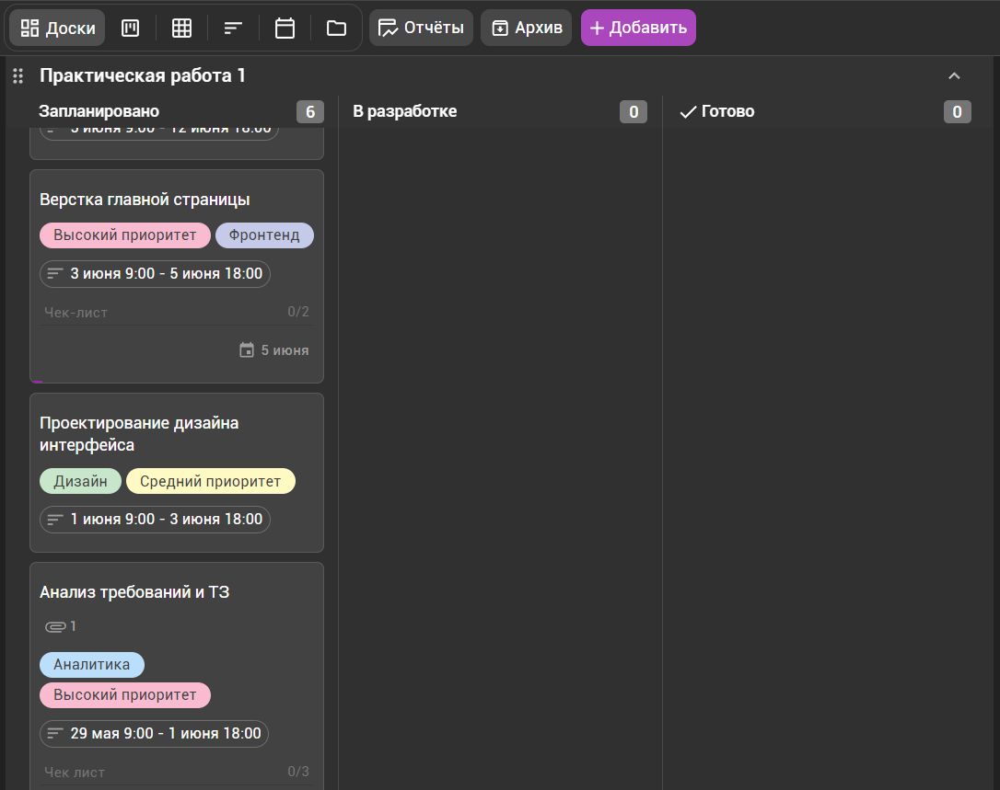 Доски
Отчёты
Архив
+ Добавить
Практическая работа 1
Запланировано 6
В разработке 0
Готово 0
3 июня 9:00 - 12 июня 18:00
Верстка главной страницы
Высокий приоритет Фронтенд
3 июня 9:00 - 5 июня 18:00
Чек-лист 0/2
5 июня
Проектирование дизайна
интерфейса
Дизайн Средний приоритет
1 июня 9:00 - 3 июня 18:00
Анализ требований и ТЗ
1
Аналитика
Высокий приоритет
29 мая 9:00 - 1 июня 18:00
Чек лист 0/3